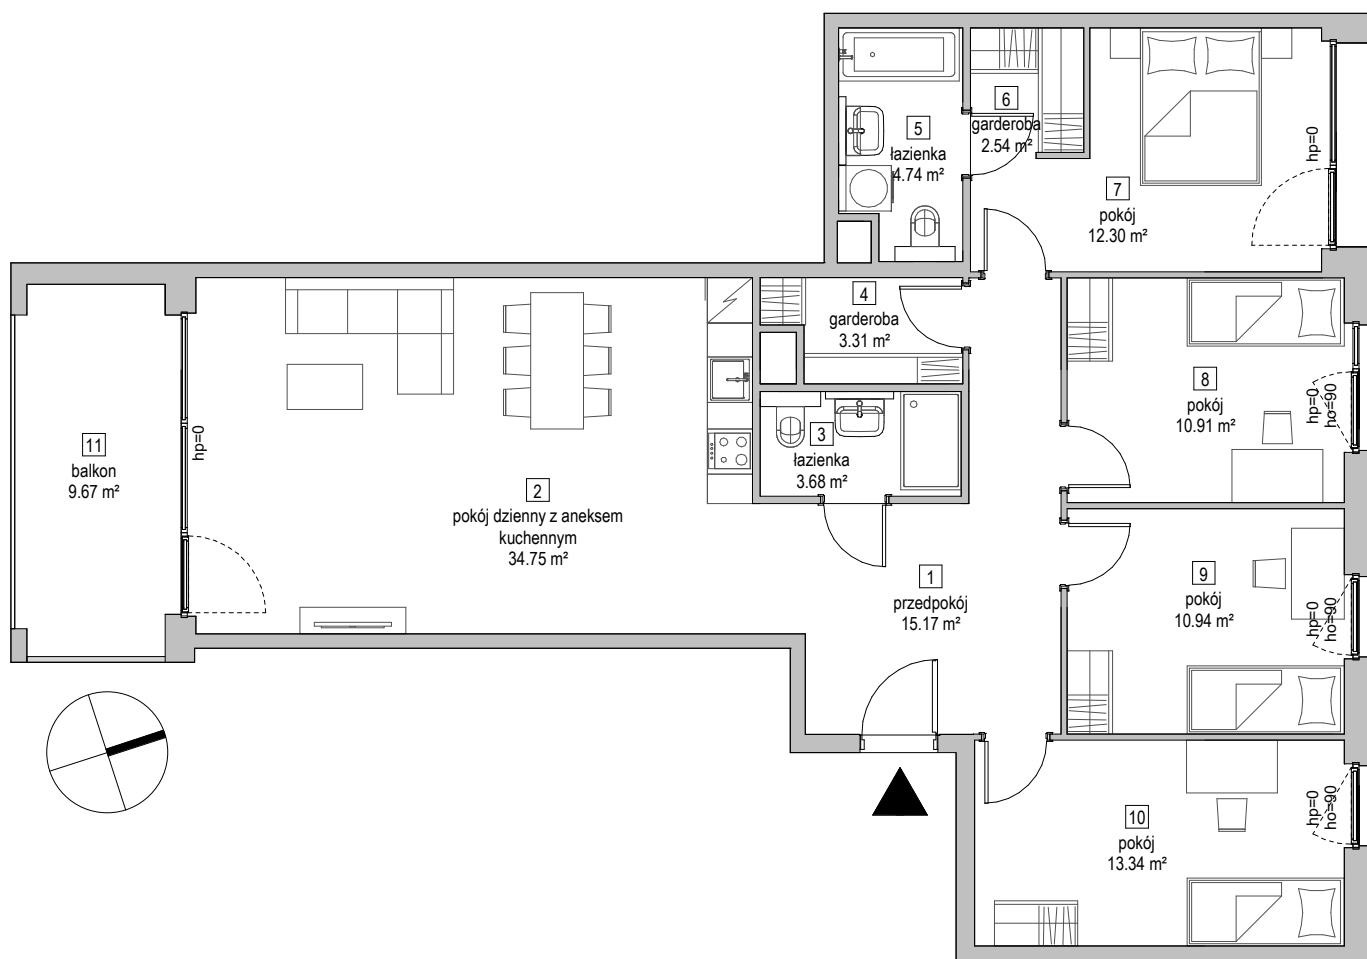 1
przedpokój
15.17 m²
2
pokój dzienny z aneksem
kuchennym
34.75 m²
3
łazienka
3.68 m²
4
garderoba
3.31 m²
5
łazienka
4.74 m²
6
garderoba
2.54 m²
7
pokój
12.30 m²
8
pokój
10.91 m²
9
pokój
10.94 m²
10
pokój
13.34 m²
11
balkon
9.67 m²
hp=0
hp=0
hp=0
ho=90
hp=0
ho=90
hp=0
ho=90